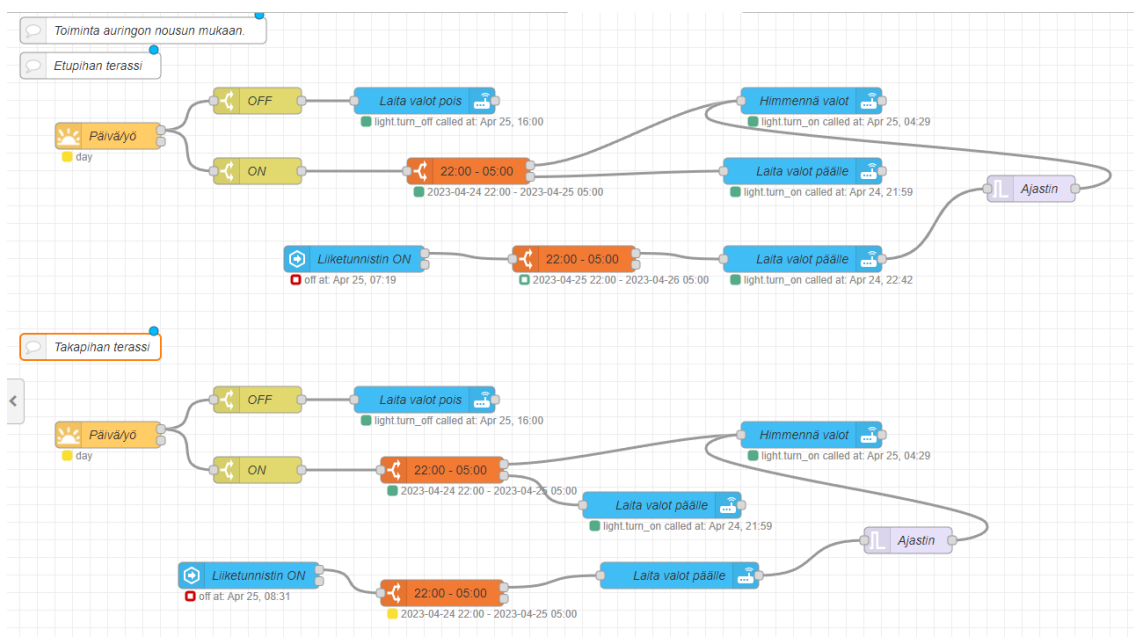 Toiminta auringon nousun mukaan.
Etupihan terassi
OFF
Laita valot pois
light.turn_off called at: Apr 25, 16:00
Himmennä valot
light.turn_on called at: Apr 25, 04:29
Päivä/yö
day
ON
22:00 - 05:00
2023-04-24 22:00 - 2023-04-25 05:00
Laita valot päälle
light.turn_on called at: Apr 24, 21:59
Ajastin
Liiketunnistin ON
off at: Apr 25, 07:19
22:00 - 05:00
2023-04-25 22:00 - 2023-04-26 05:00
Laita valot päälle
light.turn_on called at: Apr 24, 22:42
Takapihan terassi
OFF
Laita valot pois
light.turn_off called at: Apr 25, 16:00
Päivä/yö
day
Himmennä valot
light.turn_on called at: Apr 25, 04:29
ON
22:00 - 05:00
2023-04-24 22:00 - 2023-04-25 05:00
Laita valot päälle
light.turn_on called at: Apr 24, 21:59
Ajastin
Liiketunnistin ON
off at: Apr 25, 08:31
22:00 - 05:00
2023-04-24 22:00 - 2023-04-25 05:00
Laita valot päälle